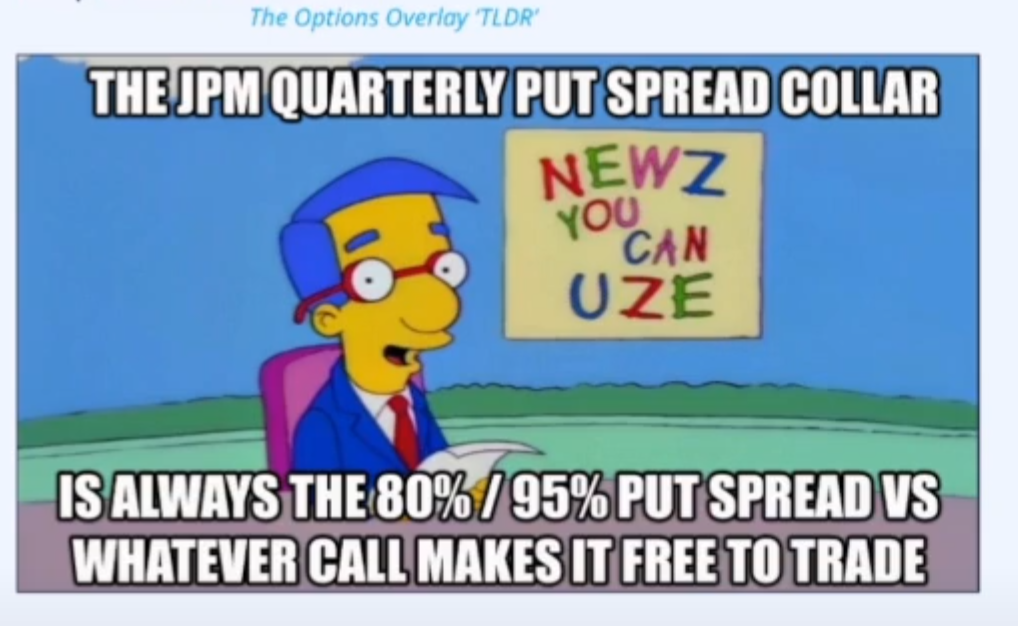 The Options Overlay ‘TLDR’
THE JPM QUARTERLY PUT SPREAD COLLAR
NEWZ
YOU
CAN
UZE
IS ALWAYS THE 80% / 95% PUT SPREAD VS
WHATEVER CALL MAKES IT FREE TO TRADE